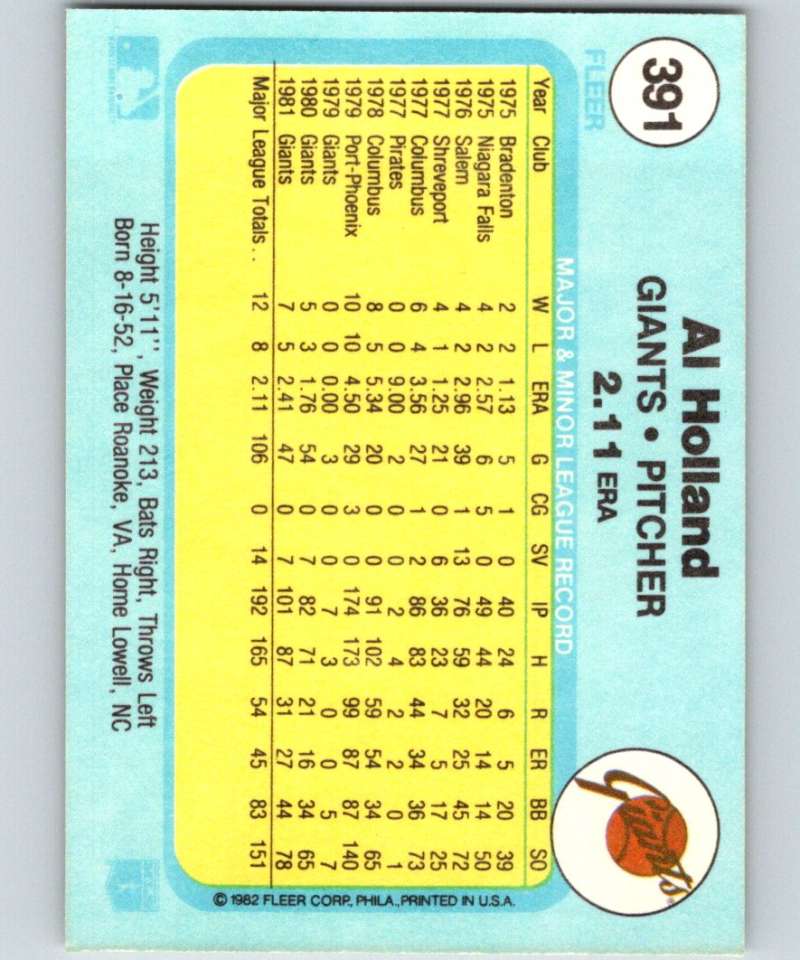 391
FLEER
Al Holland
GIANTS • PITCHER
2.11 ERA
Giants
MAJOR & MINOR LEAGUE RECORD
Year Club W L ERA G CG SV IP H R ER BB SO
1975 Bradenton 2 2 1.13 5 1 0 40 24 6 5 20 39
1975 Niagara Falls 4 2 2.57 6 5 0 49 44 20 14 14 50
1976 Salem 4 2 2.96 39 1 13 76 59 32 25 45 72
1977 Shreveport 4 1 1.25 21 0 6 36 23 7 5 17 25
1977 Columbus 6 4 3.56 27 1 2 86 83 44 34 36 73
1977 Pirates 0 0 9.00 2 0 0 2 4 2 2 0 1
1978 Columbus 8 5 5.34 20 0 0 91 102 59 54 34 65
1979 Port-Phoenix 10 10 4.50 29 3 0 174 173 99 87 87 140
1979 Giants 0 0 0.00 3 0 0 7 3 0 0 5 7
1980 Giants 5 3 1.76 54 0 7 82 71 21 16 34 65
1981 Giants 7 5 2.41 47 0 7 101 87 31 27 44 78
Major League Totals . . 12 8 2.11 106 0 14 192 165 54 45 83 151
Height 5'11", Weight 213, Bats Right, Throws Left
Born 8-16-52, Place Roanoke, VA, Home Lowell, NC
© 1982 FLEER CORP., PHILA., PRINTED IN U.S.A.